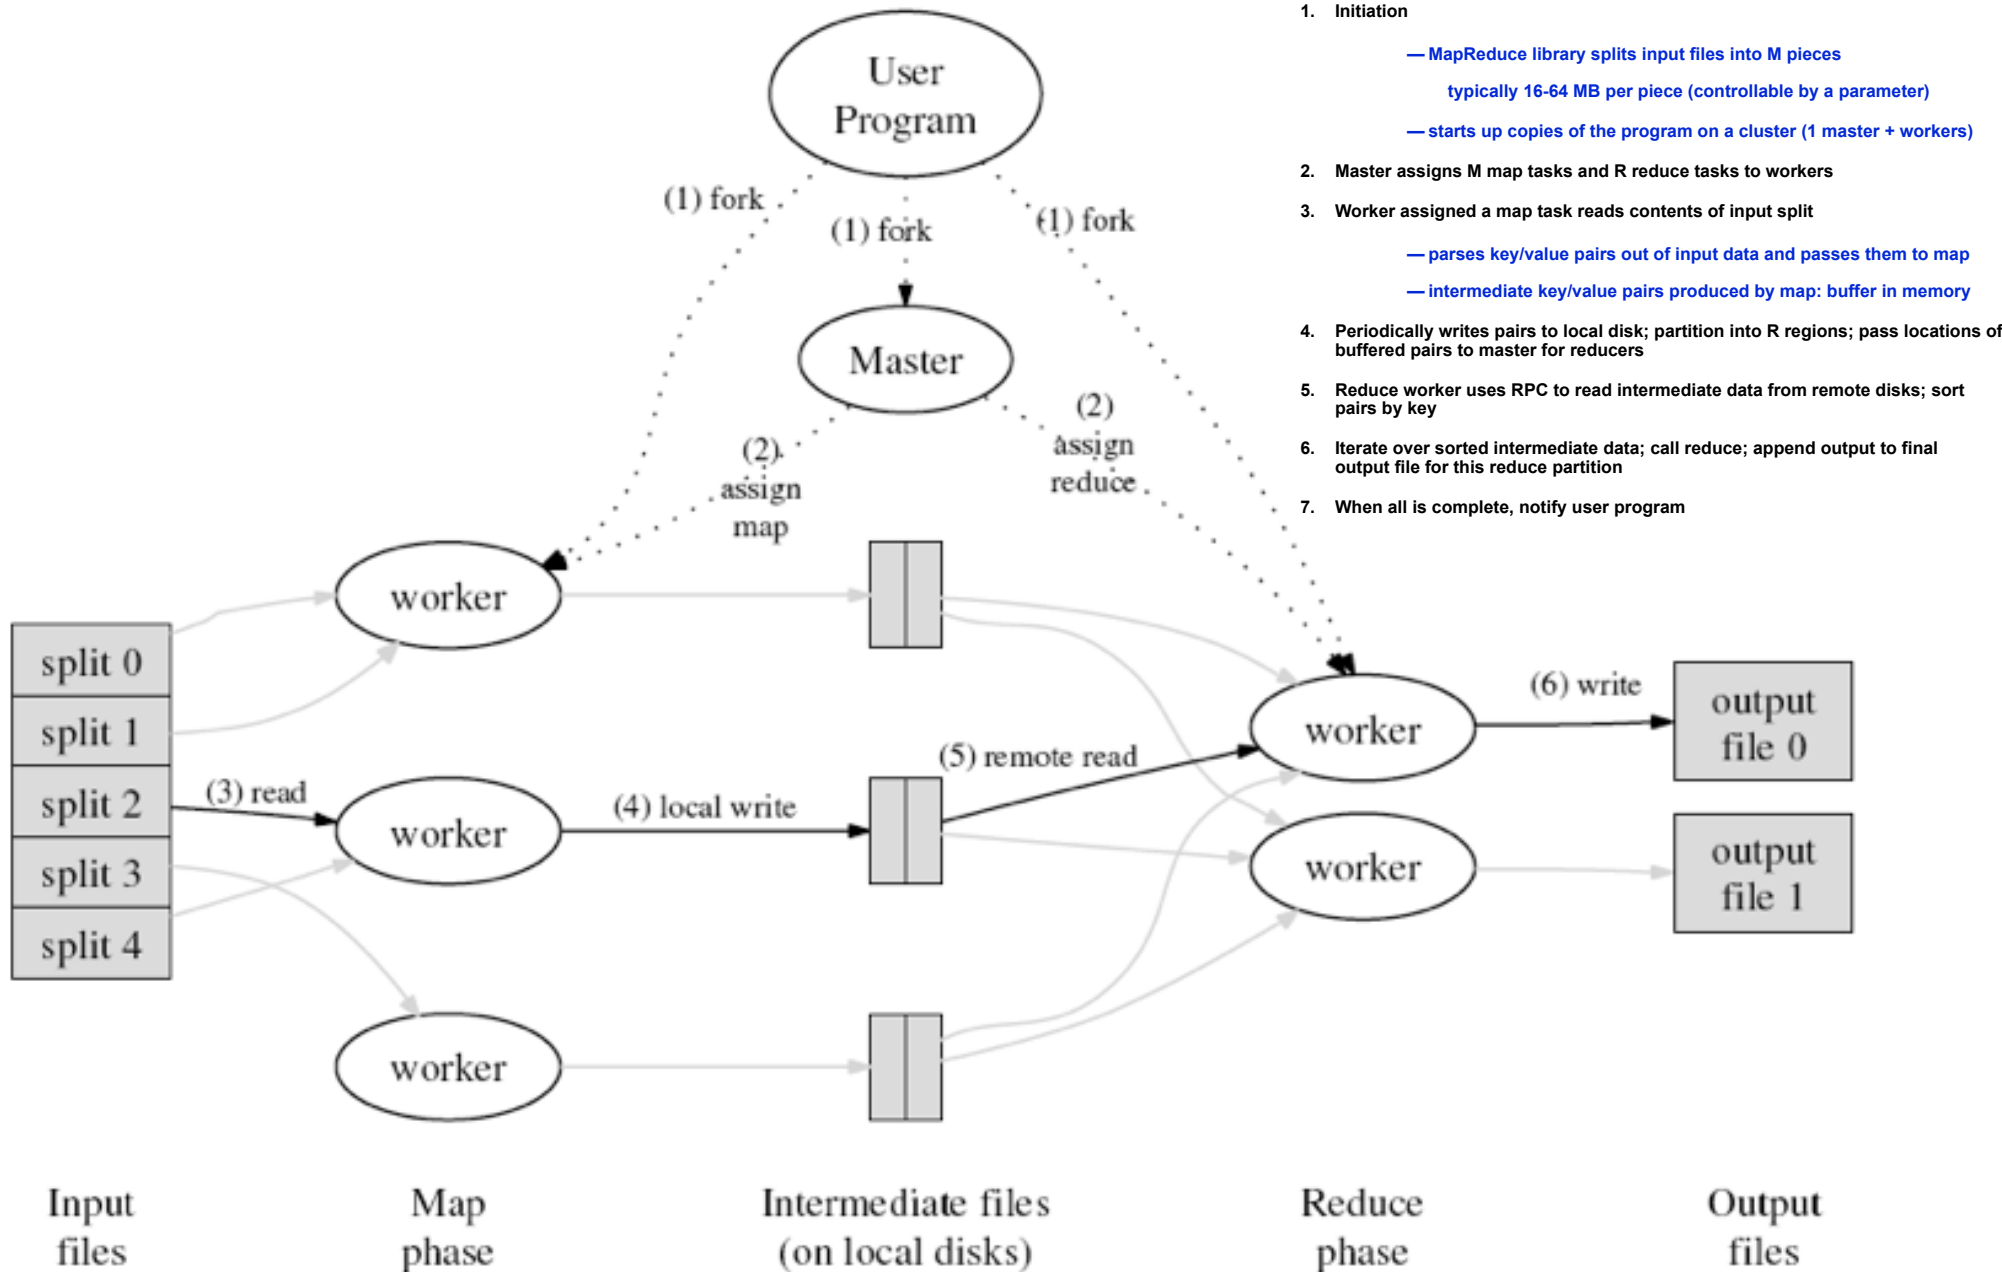 1. Initiation
— MapReduce library splits input files into M pieces
typically 16-64 MB per piece (controllable by a parameter)
— starts up copies of the program on a cluster (1 master + workers)
2. Master assigns M map tasks and R reduce tasks to workers
3. Worker assigned a map task reads contents of input split
— parses key/value pairs out of input data and passes them to map
— intermediate key/value pairs produced by map: buffer in memory
4. Periodically writes pairs to local disk; partition into R regions; pass locations of
buffered pairs to master for reducers
5. Reduce worker uses RPC to read intermediate data from remote disks; sort
pairs by key
6. Iterate over sorted intermediate data; call reduce; append output to final
output file for this reduce partition
7. When all is complete, notify user program
User
Program
(1) fork
(1) fork
(1) fork
Master
(2)
assign
map
(2)
assign
reduce
split 0
split 1
split 2
split 3
split 4
(3) read
worker
worker
worker
(4) local write
(5) remote read
worker
worker
(6) write
output
file 0
output
file 1
Input
files
Map
phase
Intermediate files
(on local disks)
Reduce
phase
Output
files